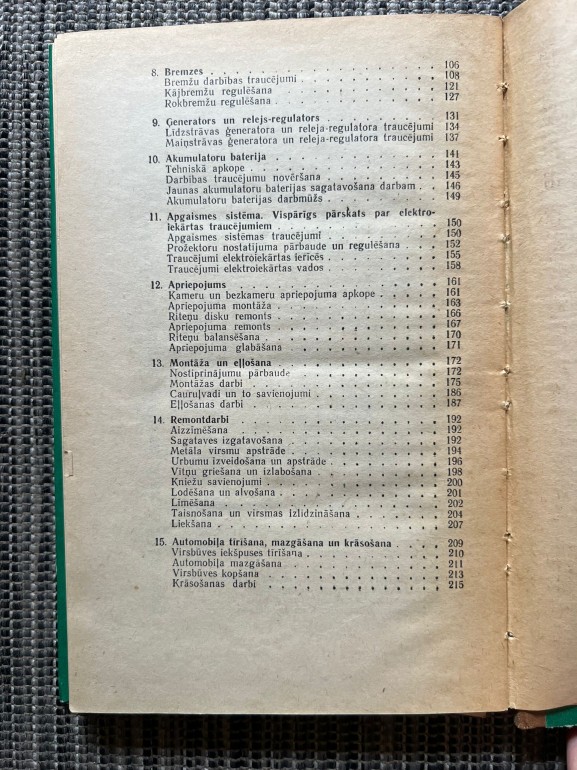 8. Bremzes . . . . . . . . . . . . . . . . 106
Bremžu darbības traucējumi . . . . . . . . 108
Kājbremžu regulēšana . . . . . . . . . . . 121
Rokbremžu regulēšana . . . . . . . . . . . 127
9. Ģenerators un relejs-regulators . . . . . . 131
Līdzstrāvas ģeneratora un releja-regulatora traucējumi 134
Maiņstrāvas ģeneratora un releja-regulatora traucējumi 137
10. Akumulatoru baterija . . . . . . . . . . 141
Tehniskā apkope . . . . . . . . . . . . . 143
Darbības traucējumu novēršana . . . . . . 145
Jaunas akumulatoru baterijas sagatavošana darbam . . 146
Akumulatoru baterijas darbmūžs . . . . . . 149
11. Apgaismes sistēma. Vispārīgs pārskats par elektro-
iekārtas traucējumiem . . . . . . . . . . 150
Apgaismes sistēmas traucējumi . . . . . . 150
Prožektoru nostatījuma pārbaude un regulēšana . . . 152
Traucējumi elektroiekārtas ierīcēs . . . . . 155
Traucējumi elektroiekārtas vados . . . . . 158
12. Apriepojums . . . . . . . . . . . . . . 161
Kameru un bezkameru apriepojuma apkope . . . . 161
Apriepojuma montāža . . . . . . . . . . . 163
Riteņu disku remonts . . . . . . . . . . . 166
Apriepojuma remonts . . . . . . . . . . . 167
Riteņu balansēšana . . . . . . . . . . . . 170
Apriepojuma glabāšana . . . . . . . . . . 171
13. Montāža un eļļošana . . . . . . . . . . 172
Nostiprinājumu pārbaude . . . . . . . . . 172
Montāžas darbi . . . . . . . . . . . . . 175
Cauruļvadi un to savienojumi . . . . . . . 186
Eļļošanas darbi . . . . . . . . . . . . . 187
14. Remontdarbi . . . . . . . . . . . . . . 192
Aizzīmēšana . . . . . . . . . . . . . . 192
Sagataves izgatavošana . . . . . . . . . . 192
Metāla virsmu apstrāde . . . . . . . . . . 194
Urbumu izveidošana un apstrāde . . . . . . 196
Vītņu griešana un izlabošana . . . . . . . 198
Kniežu savienojumi . . . . . . . . . . . 200
Lodēšana un alvošana . . . . . . . . . . 201
Līmēšana . . . . . . . . . . . . . . . 202
Taisnošana un virsmas izlīdzināšana . . . . 204
Liekšana . . . . . . . . . . . . . . . 207
15. Automobiļa tīrīšana, mazgāšana un krāsošana . . . 209
Virsbūves iekšpuses tīrīšana . . . . . . . 210
Automobiļa mazgāšana . . . . . . . . . . 211
Virsbūves kopšana . . . . . . . . . . . . 213
Krāsošanas darbi . . . . . . . . . . . . 215